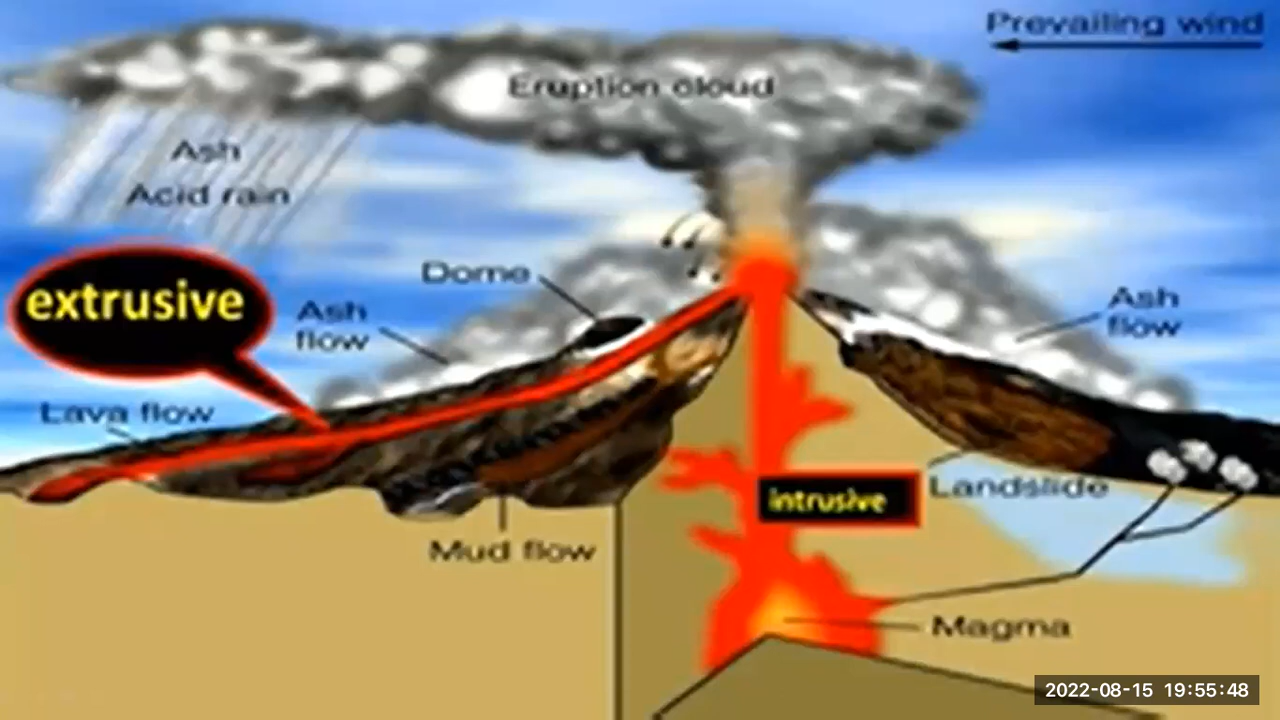 Prevailing wind
Eruption cloud
Ash
Acid rain
Dome
extrusive
Ash
flow
Ash
flow
Lava flow
intrusive
Landslide
Mud flow
Magma
2022-08-15 19:55:48